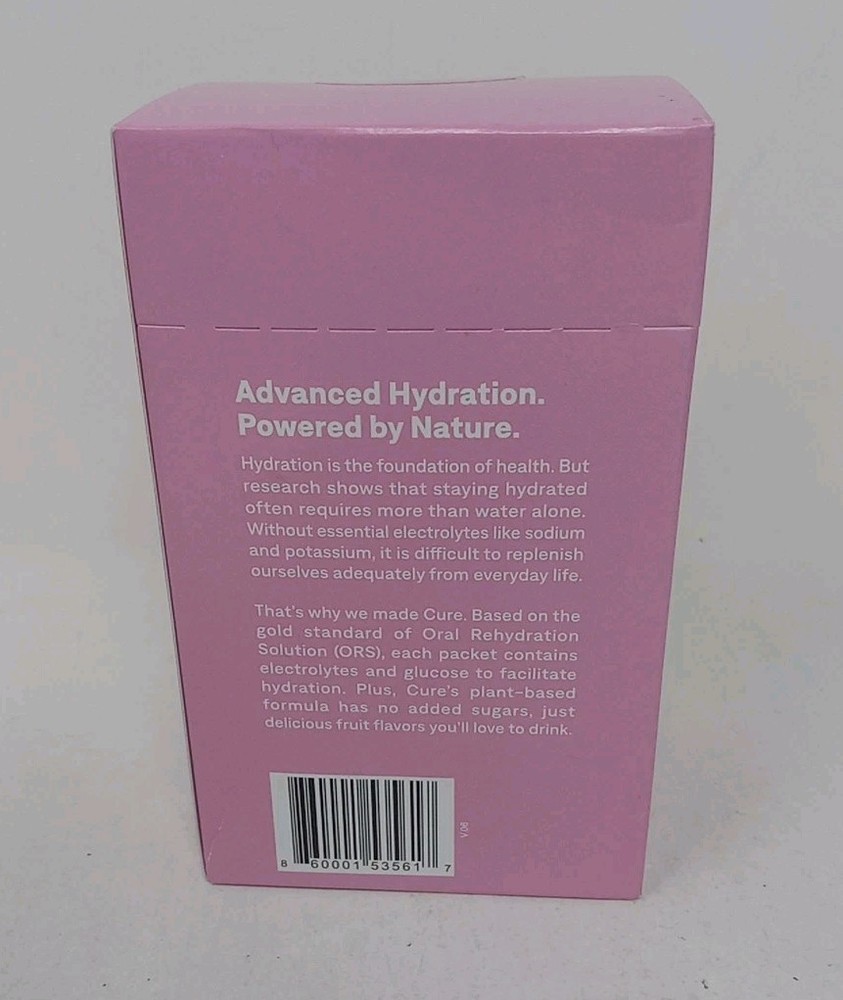 Advanced Hydration.
Powered by Nature.
Hydration is the foundation of health. But
research shows that staying hydrated
often requires more than water alone.
Without essential electrolytes like sodium
and potassium, it is difficult to replenish
ourselves adequately from everyday life.
That's why we made Cure. Based on the
gold standard of Oral Rehydration
Solution (ORS), each packet contains
electrolytes and glucose to facilitate
hydration. Plus, Cure's plant-based
formula has no added sugars, just
delicious fruit flavors you'll love to drink.
V.06
8 60001 53561 7